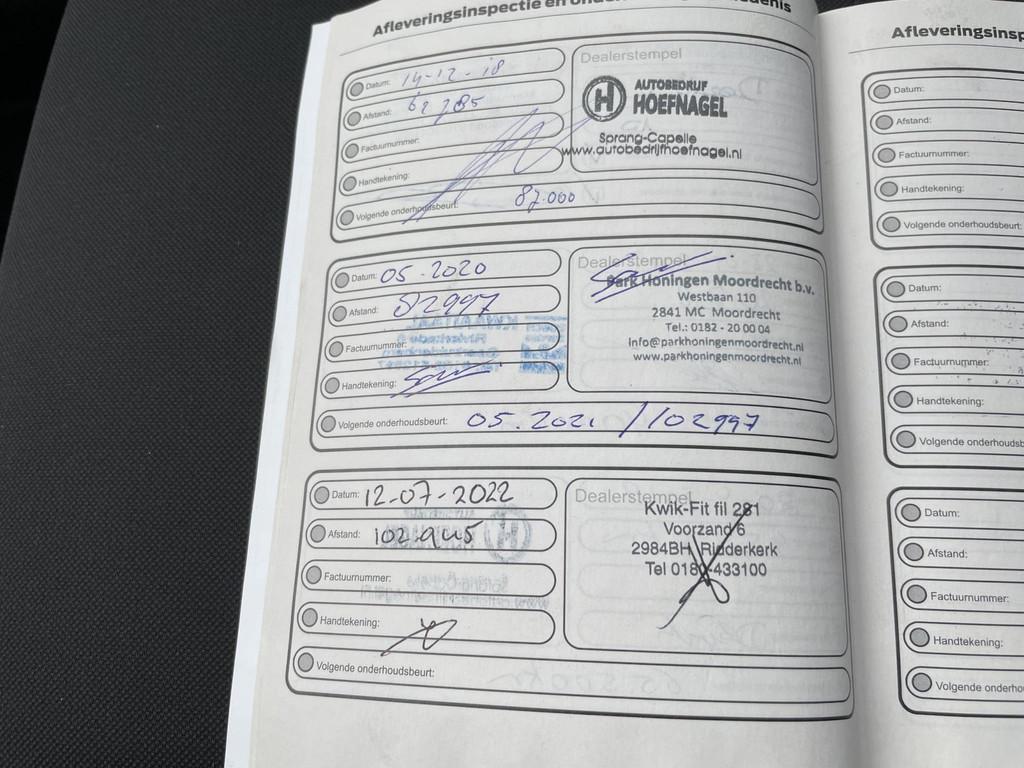 Afleveringsinspectie en
Datum: 14-12-18
Afstand: 62785
Factuurnummer:
Handtekening:
Volgende onderhoudsbeurt: 87.000
Dealerstempel
H AUTOBEDRIJF
HOEFNAGEL
Sprang-Capelle
www.autobedrijfhoefnagel.nl
Datum: 05-2020
Afstand: 82997
Factuurnummer:
Handtekening:
Volgende onderhoudsbeurt: 05.2021 / 102997
Dealerstempel
Park Honingen Moordrecht b.v.
Westbaan 110
2841 MC Moordrecht
Tel.: 0182 - 20 00 04
info@parkhoningenmoordrecht.nl
www.parkhoningenmoordrecht.nl
Datum: 12-07-2022
Afstand: 102.945
Factuurnummer:
Handtekening:
Volgende onderhoudsbeurt:
Dealerstempel
Kwik-Fit fil 281
Voorzand 6
2984BH Ridderkerk
Tel 0180-433100
Afleveringsinsp
Datum:
Afstand:
Factuurnummer:
Handtekening:
Volgende onderhoudsbeurt:
Datum:
Afstand:
Factuurnummer:
Handtekening:
Volgende onderhoudsb
Datum:
Afstand:
Factuurnummer:
Handtekening:
Volgende onderho